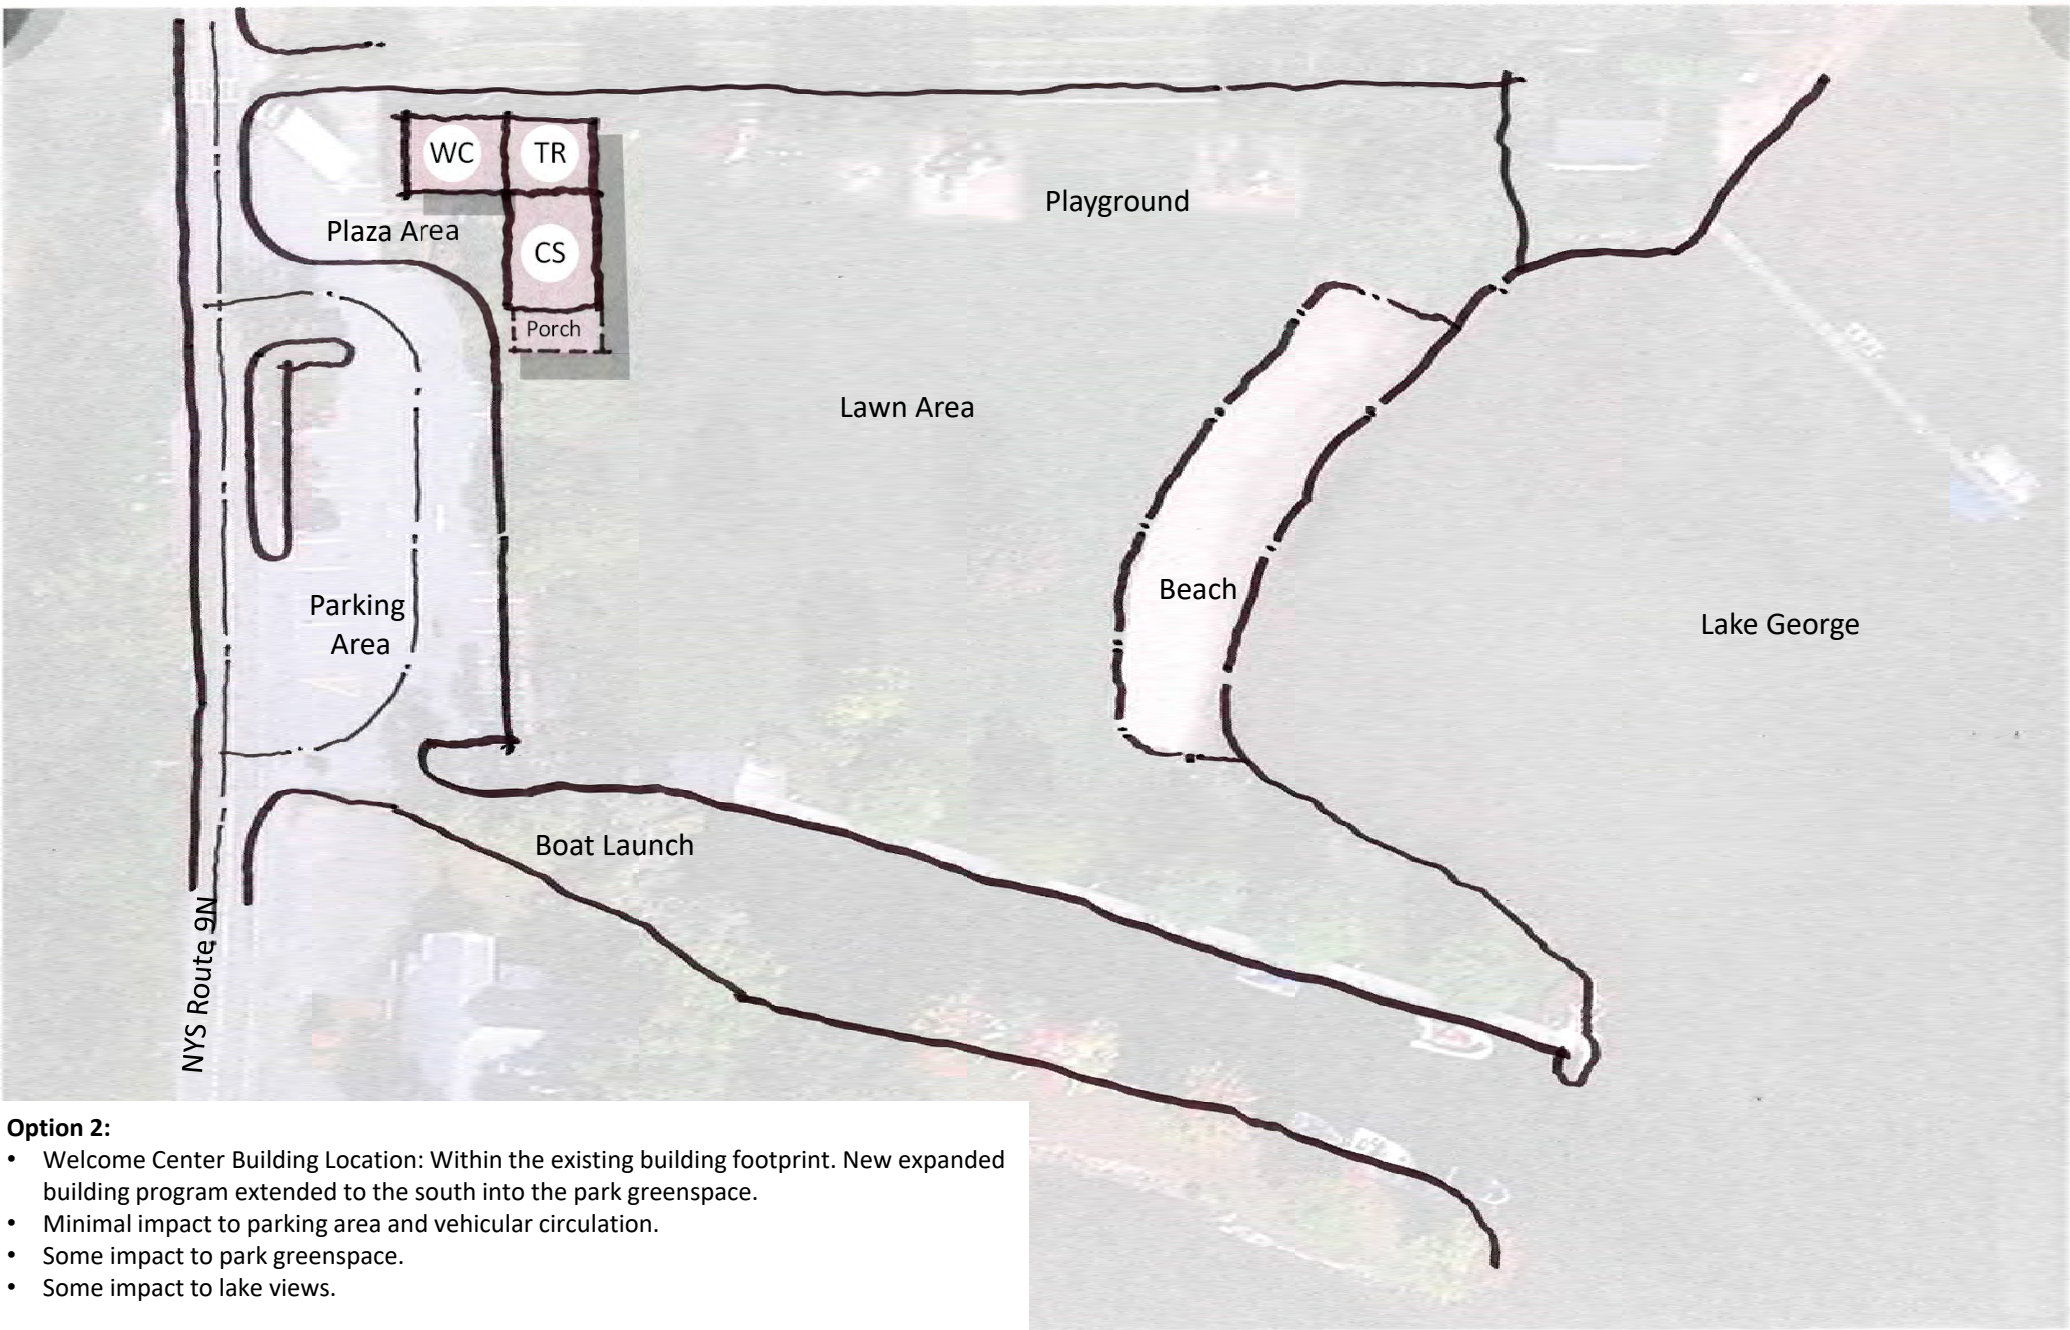 WC
TR
Playground
Plaza Area
CS
Porch
Lawn Area
Beach
Parking
Area
Lake George
Boat Launch
NYS Route 9N
Option 2:
• Welcome Center Building Location: Within the existing building footprint. New expanded
building program extended to the south into the park greenspace.
• Minimal impact to parking area and vehicular circulation.
• Some impact to park greenspace.
• Some impact to lake views.